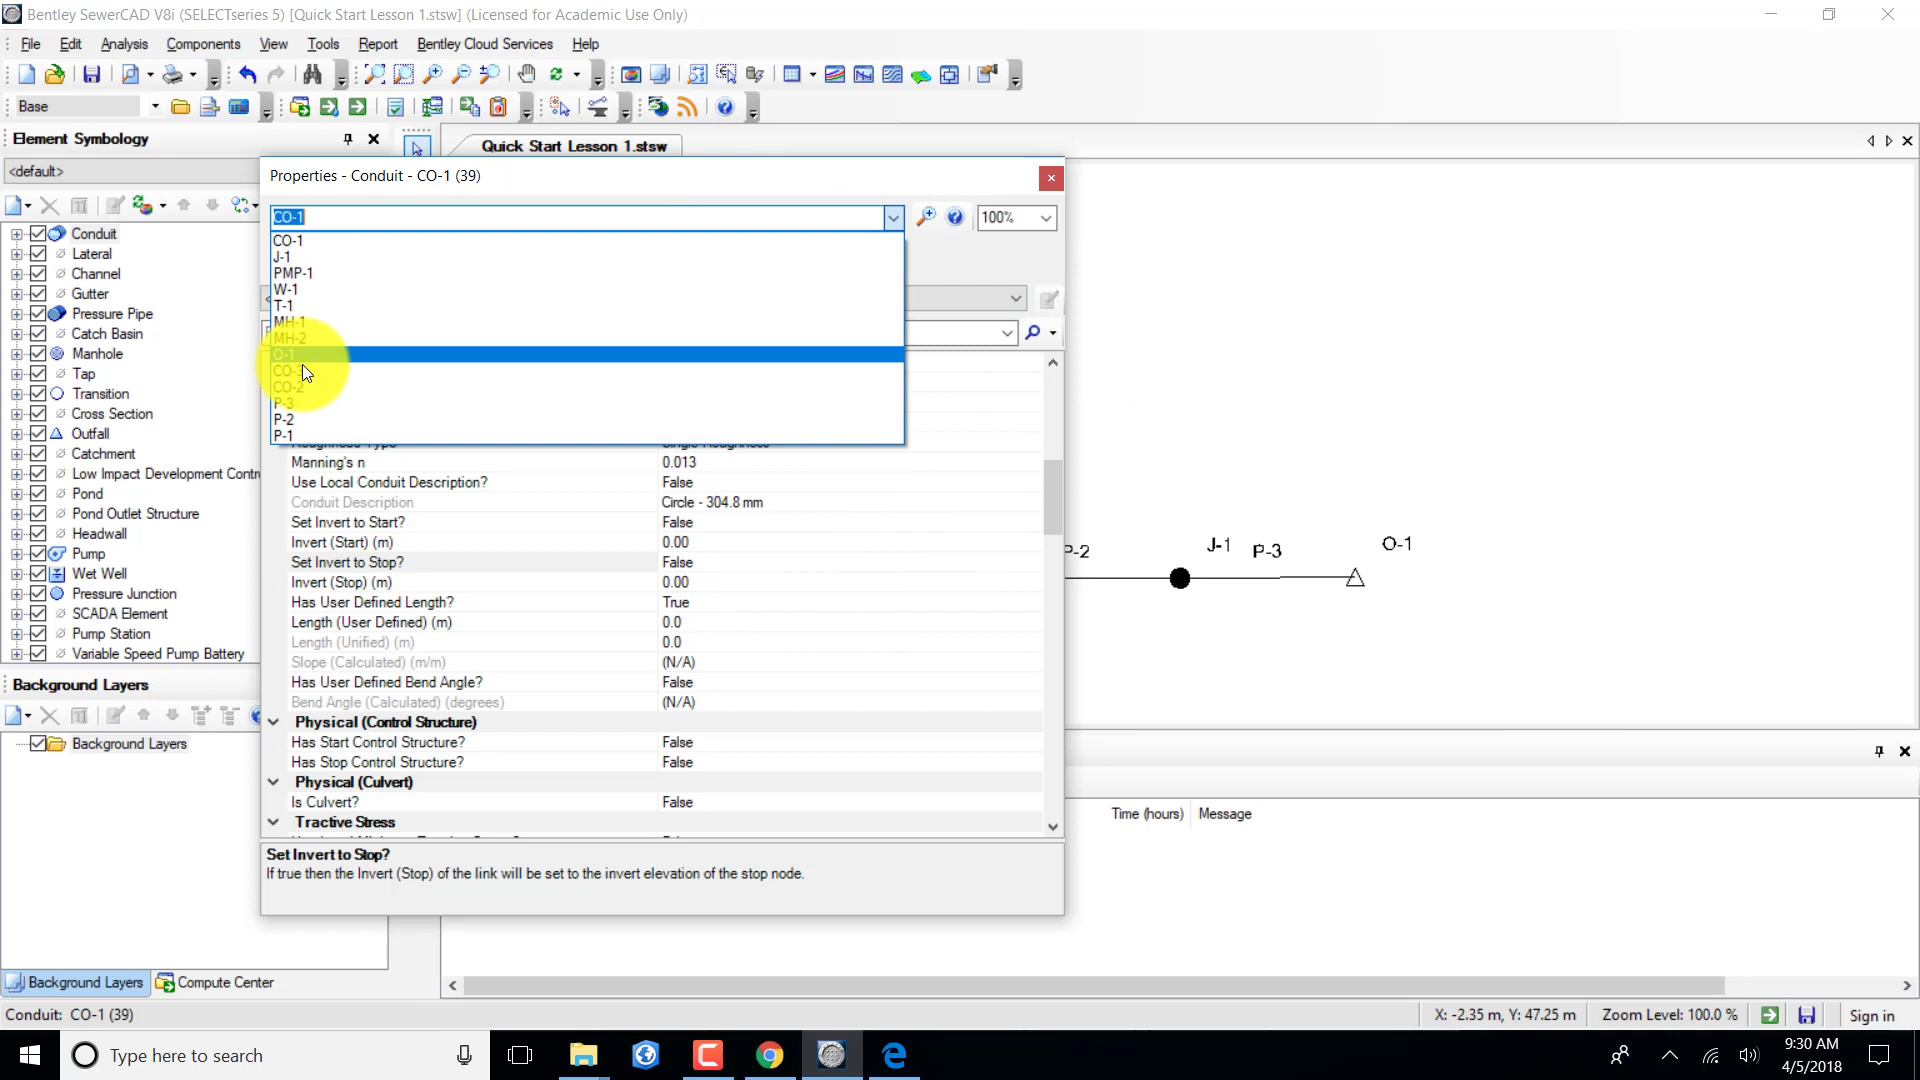 Bentley SewerCAD V8i (SELECTseries 5) [Quick Start Lesson 1.stsw] (Licensed for Academic Use Only)
File Edit Analysis Components View Tools Report Bentley Cloud Services Help
Base
Element Symbology
Quick Start Lesson 1.stsw
<default>
Conduit
Lateral
Channel
Gutter
Pressure Pipe
Catch Basin
Manhole
Tap
Transition
Cross Section
Outfall
Catchment
Low Impact Development Contr
Pond
Pond Outlet Structure
Headwall
Pump
Wet Well
Pressure Junction
SCADA Element
Pump Station
Variable Speed Pump Battery
Background Layers
Background Layers
Background Layers Compute Center
Properties - Conduit - CO-1 (39)
CO-1 100%
CO-1
J-1
PMP-1
W-1
T-1
MH-1
MH-2
O-1
CO-3
CO-2
P-3
P-2
P-1
Manning's n 0.013
Use Local Conduit Description? False
Conduit Description Circle - 304.8 mm
Set Invert to Start? False
Invert (Start) (m) 0.00
Set Invert to Stop? False
Invert (Stop) (m) 0.00
Has User Defined Length? True
Length (User Defined) (m) 0.0
Length (Unified) (m) 0.0
Slope (Calculated) (m/m) (N/A)
Has User Defined Bend Angle? False
Bend Angle (Calculated) (degrees) (N/A)
Physical (Control Structure)
Has Start Control Structure? False
Has Stop Control Structure? False
Physical (Culvert)
Is Culvert? False
Tractive Stress
Set Invert to Stop?
If true then the Invert (Stop) of the link will be set to the invert elevation of the stop node.
P-2 J-1 P-3 O-1
Time (hours) Message
Conduit: CO-1 (39) X: -2.35 m, Y: 47.25 m Zoom Level: 100.0 % Sign in
Type here to search
9:30 AM
4/5/2018